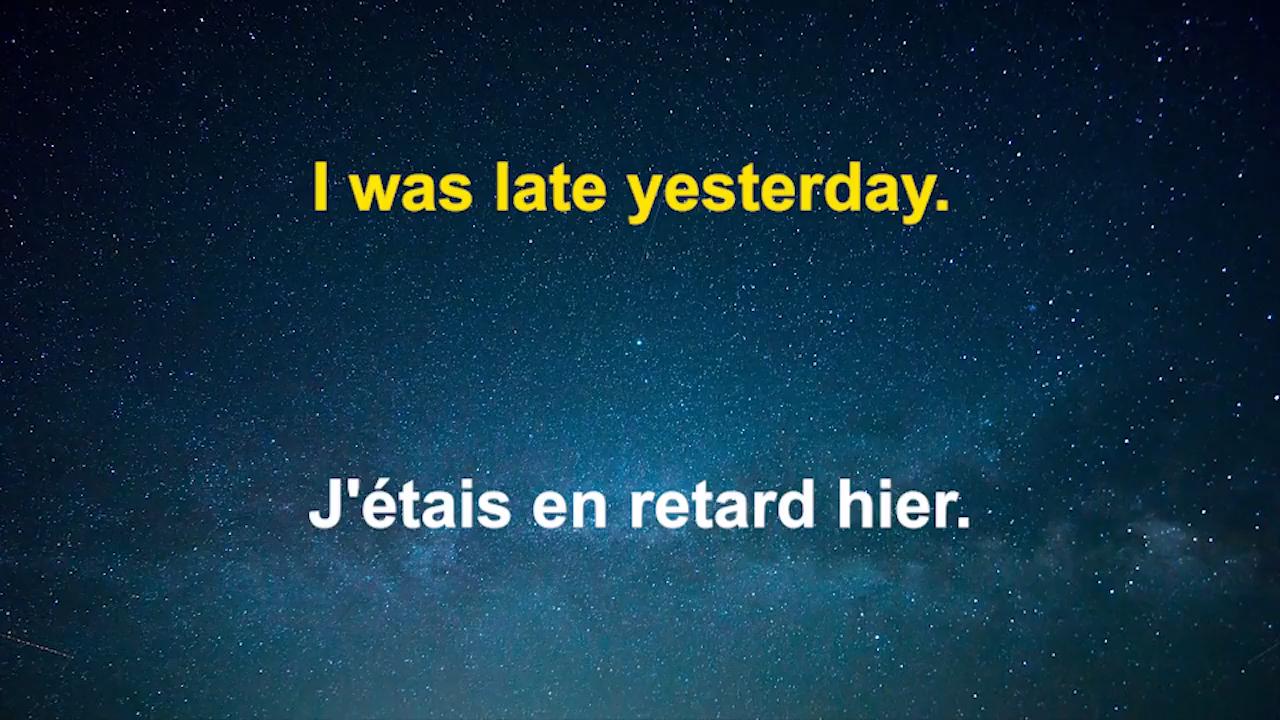 I was late yesterday.
J'étais en retard hier.